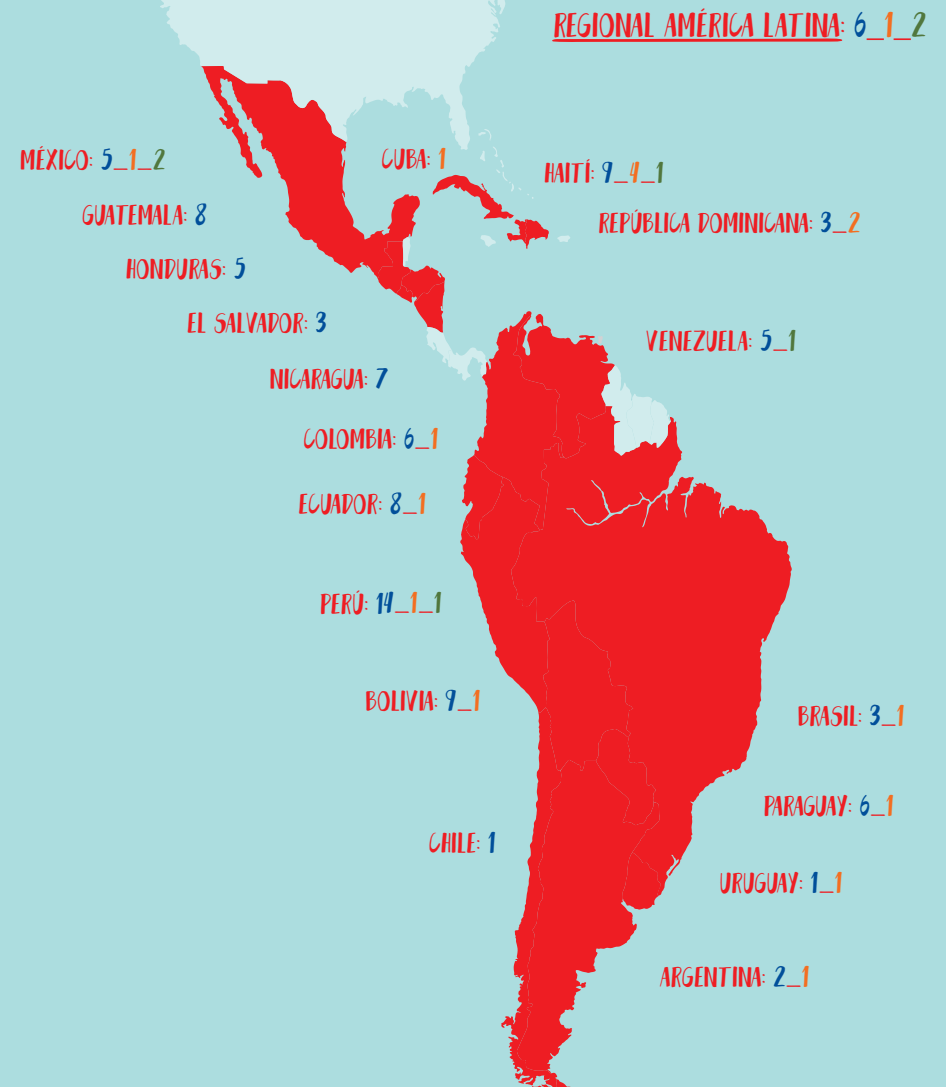 REGIONAL AMÉRICA LATINA: 6_1_2
MÉXICO: 5_1_2
CUBA: 1
HAITÍ: 9_4_1
GUATEMALA: 8
REPÚBLICA DOMINICANA: 3_2
HONDURAS: 5
EL SALVADOR: 3
VENEZUELA: 5_1
NICARAGUA: 7
COLOMBIA: 6_1
ECUADOR: 8_1
PERÚ: 14_1_1
BOLIVIA: 9_1
BRASIL: 3_1
PARAGUAY: 6_1
CHILE: 1
URUGUAY: 1_1
ARGENTINA: 2_1